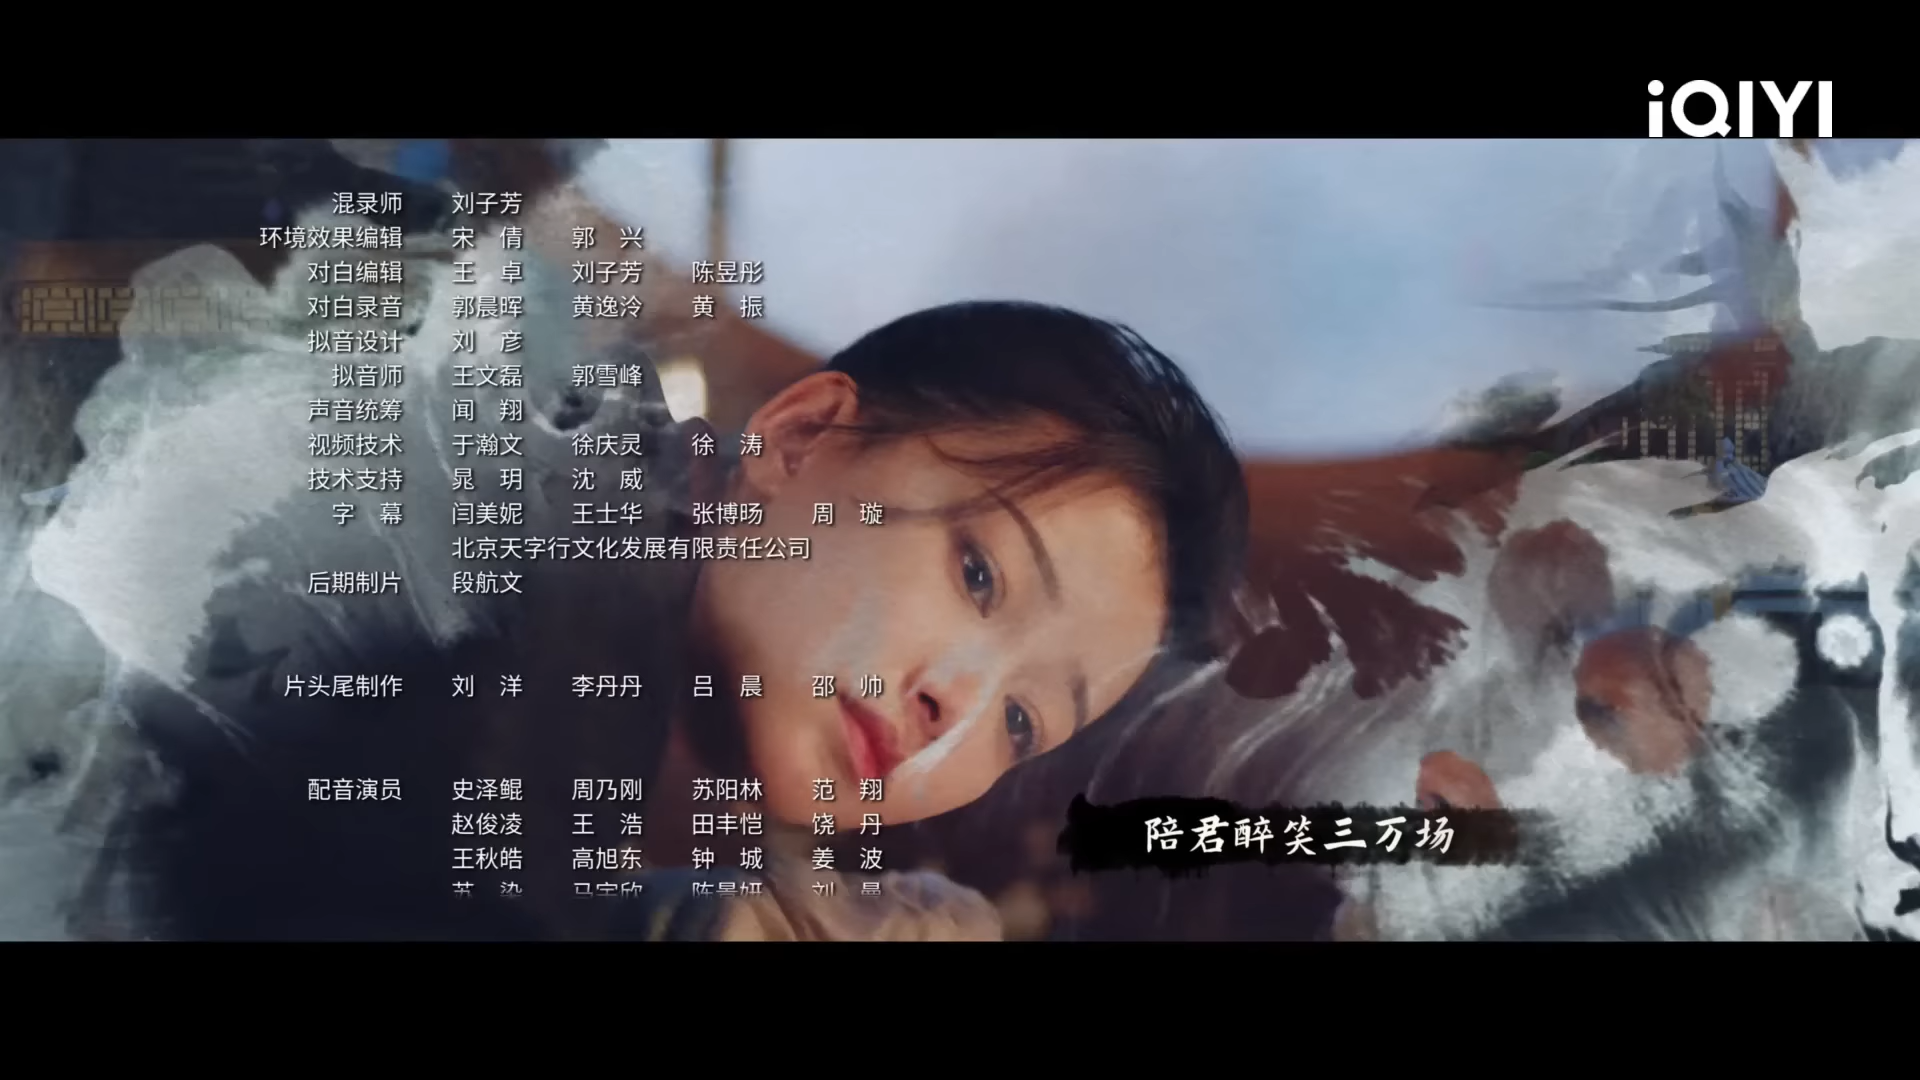 iQIYI
混录师 刘子芳
环境效果编辑 宋 倩 郭 兴
对白编辑 王 卓 刘子芳 陈昱彤
对白录音 郭晨晖 黄逸泠 黄 振
拟音设计 刘 彦
拟音师 王文磊 郭雪峰
声音统筹 闻 翔
视频技术 于瀚文 徐庆灵 徐 涛
技术支持 晁 玥 沈 威
字 幕 闫美妮 王士华 张博旸 周 璇
北京天字行文化发展有限责任公司
后期制片 段航文
片头尾制作 刘 洋 李丹丹 吕 晨 邵 帅
配音演员 史泽鲲 周乃刚 苏阳林 范 翔
赵俊凌 王 浩 田丰恺 饶 丹
王秋皓 高旭东 钟 城 姜 波
陪君醉笑三万场